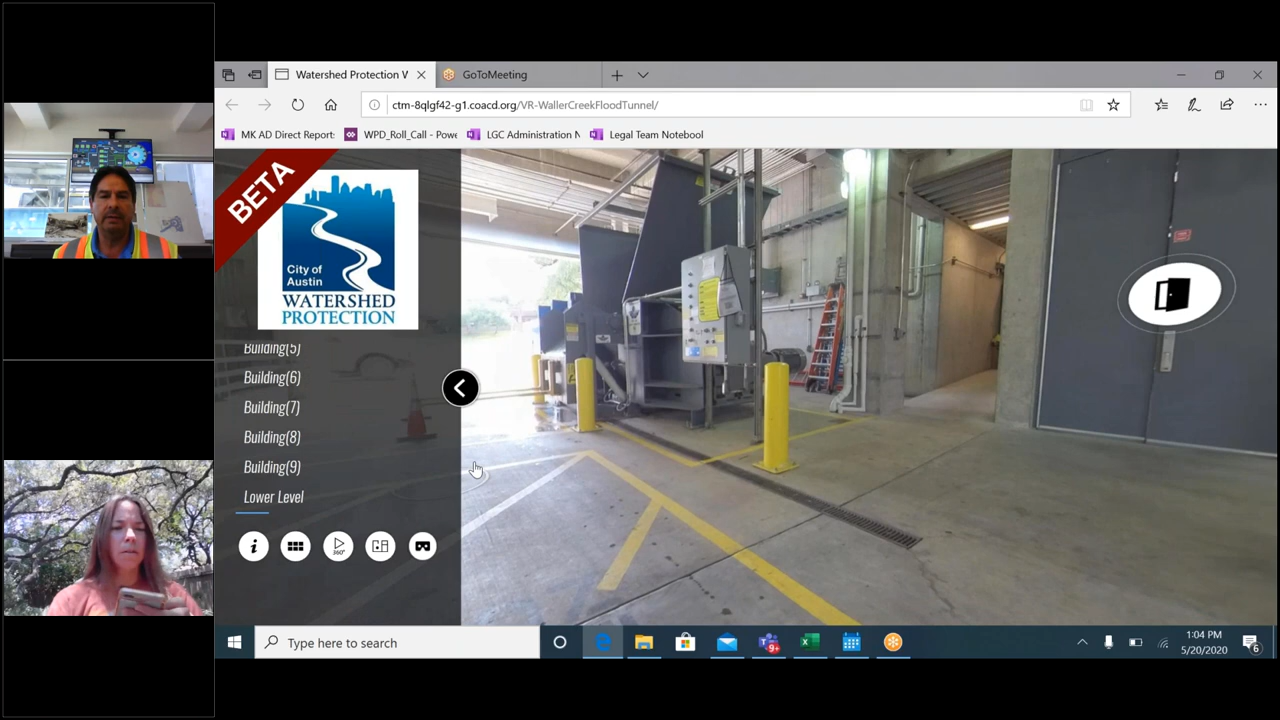 Watershed Protection W
GoToMeeting
ctm-8qlgf42-g1.coacd.org/VR-WallerCreekFloodTunnel/
MK AD Direct Report:
WPD_Roll_Call - Powe
LGC Administration N
Legal Team Notebool
BETA
City of
Austin
WATERSHED
PROTECTION
Building(5)
Building(6)
Building(7)
Building(8)
Building(9)
Lower Level
i
360°
Type here to search
9+
1:04 PM
5/20/2020
6